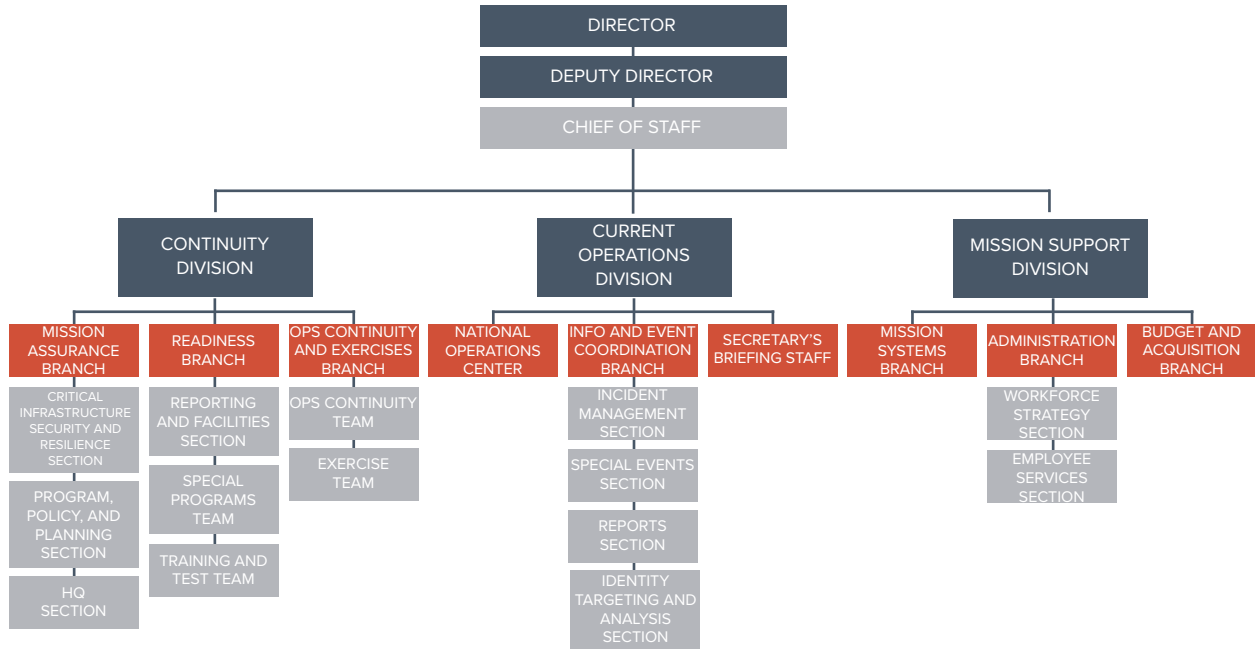 DIRECTOR
DEPUTY DIRECTOR
CHIEF OF STAFF
CONTINUITY
DIVISION
CURRENT
OPERATIONS
DIVISION
MISSION SUPPORT
DIVISION
MISSION
ASSURANCE
BRANCH
READINESS
BRANCH
OPS CONTINUITY
AND EXERCISES
BRANCH
NATIONAL
OPERATIONS
CENTER
INFO AND EVENT
COORDINATION
BRANCH
SECRETARY'S
BRIEFING STAFF
MISSION
SYSTEMS
BRANCH
ADMINISTRATION
BRANCH
BUDGET AND
ACQUISITION
BRANCH
CRITICAL
INFRASTRUCTURE
SECURITY AND
RESILIENCE
SECTION
PROGRAM,
POLICY, AND
PLANNING
SECTION
HQ
SECTION
REPORTING
AND FACILITIES
SECTION
SPECIAL
PROGRAMS
TEAM
TRAINING AND
TEST TEAM
OPS CONTINUITY
TEAM
EXERCISE
TEAM
INCIDENT
MANAGEMENT
SECTION
SPECIAL EVENTS
SECTION
REPORTS
SECTION
IDENTITY
TARGETING AND
ANALYSIS
SECTION
WORKFORCE
STRATEGY
SECTION
EMPLOYEE
SERVICES
SECTION